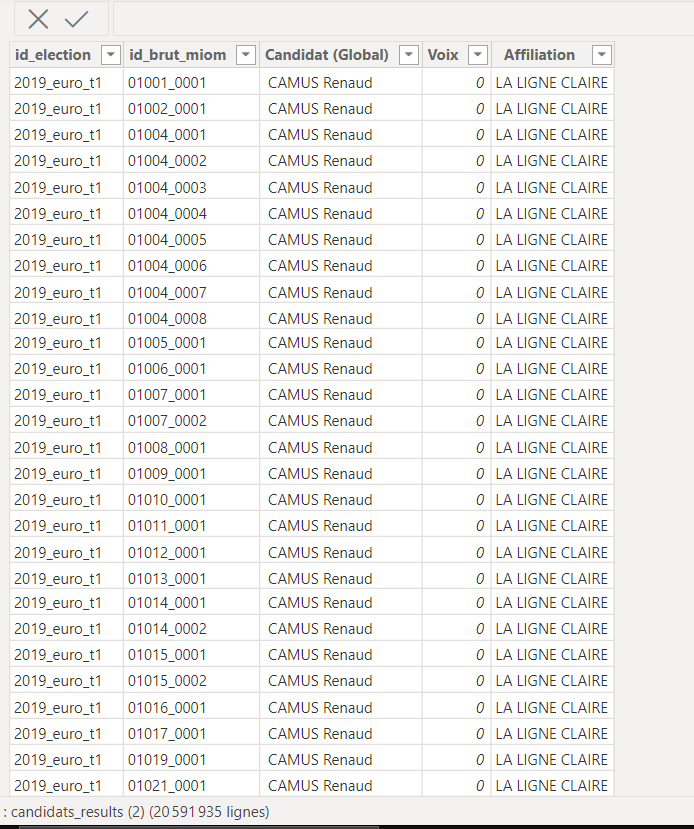 id_election id_brut_miom Candidat (Global) Voix Affiliation
2019_euro_t1 01001_0001 CAMUS Renaud 0 LA LIGNE CLAIRE
2019_euro_t1 01002_0001 CAMUS Renaud 0 LA LIGNE CLAIRE
2019_euro_t1 01004_0001 CAMUS Renaud 0 LA LIGNE CLAIRE
2019_euro_t1 01004_0002 CAMUS Renaud 0 LA LIGNE CLAIRE
2019_euro_t1 01004_0003 CAMUS Renaud 0 LA LIGNE CLAIRE
2019_euro_t1 01004_0004 CAMUS Renaud 0 LA LIGNE CLAIRE
2019_euro_t1 01004_0005 CAMUS Renaud 0 LA LIGNE CLAIRE
2019_euro_t1 01004_0006 CAMUS Renaud 0 LA LIGNE CLAIRE
2019_euro_t1 01004_0007 CAMUS Renaud 0 LA LIGNE CLAIRE
2019_euro_t1 01004_0008 CAMUS Renaud 0 LA LIGNE CLAIRE
2019_euro_t1 01005_0001 CAMUS Renaud 0 LA LIGNE CLAIRE
2019_euro_t1 01006_0001 CAMUS Renaud 0 LA LIGNE CLAIRE
2019_euro_t1 01007_0001 CAMUS Renaud 0 LA LIGNE CLAIRE
2019_euro_t1 01007_0002 CAMUS Renaud 0 LA LIGNE CLAIRE
2019_euro_t1 01008_0001 CAMUS Renaud 0 LA LIGNE CLAIRE
2019_euro_t1 01009_0001 CAMUS Renaud 0 LA LIGNE CLAIRE
2019_euro_t1 01010_0001 CAMUS Renaud 0 LA LIGNE CLAIRE
2019_euro_t1 01011_0001 CAMUS Renaud 0 LA LIGNE CLAIRE
2019_euro_t1 01012_0001 CAMUS Renaud 0 LA LIGNE CLAIRE
2019_euro_t1 01013_0001 CAMUS Renaud 0 LA LIGNE CLAIRE
2019_euro_t1 01014_0001 CAMUS Renaud 0 LA LIGNE CLAIRE
2019_euro_t1 01014_0002 CAMUS Renaud 0 LA LIGNE CLAIRE
2019_euro_t1 01015_0001 CAMUS Renaud 0 LA LIGNE CLAIRE
2019_euro_t1 01015_0002 CAMUS Renaud 0 LA LIGNE CLAIRE
2019_euro_t1 01016_0001 CAMUS Renaud 0 LA LIGNE CLAIRE
2019_euro_t1 01017_0001 CAMUS Renaud 0 LA LIGNE CLAIRE
2019_euro_t1 01019_0001 CAMUS Renaud 0 LA LIGNE CLAIRE
2019_euro_t1 01021_0001 CAMUS Renaud 0 LA LIGNE CLAIRE
: candidats_results (2) (20 591 935 lignes)